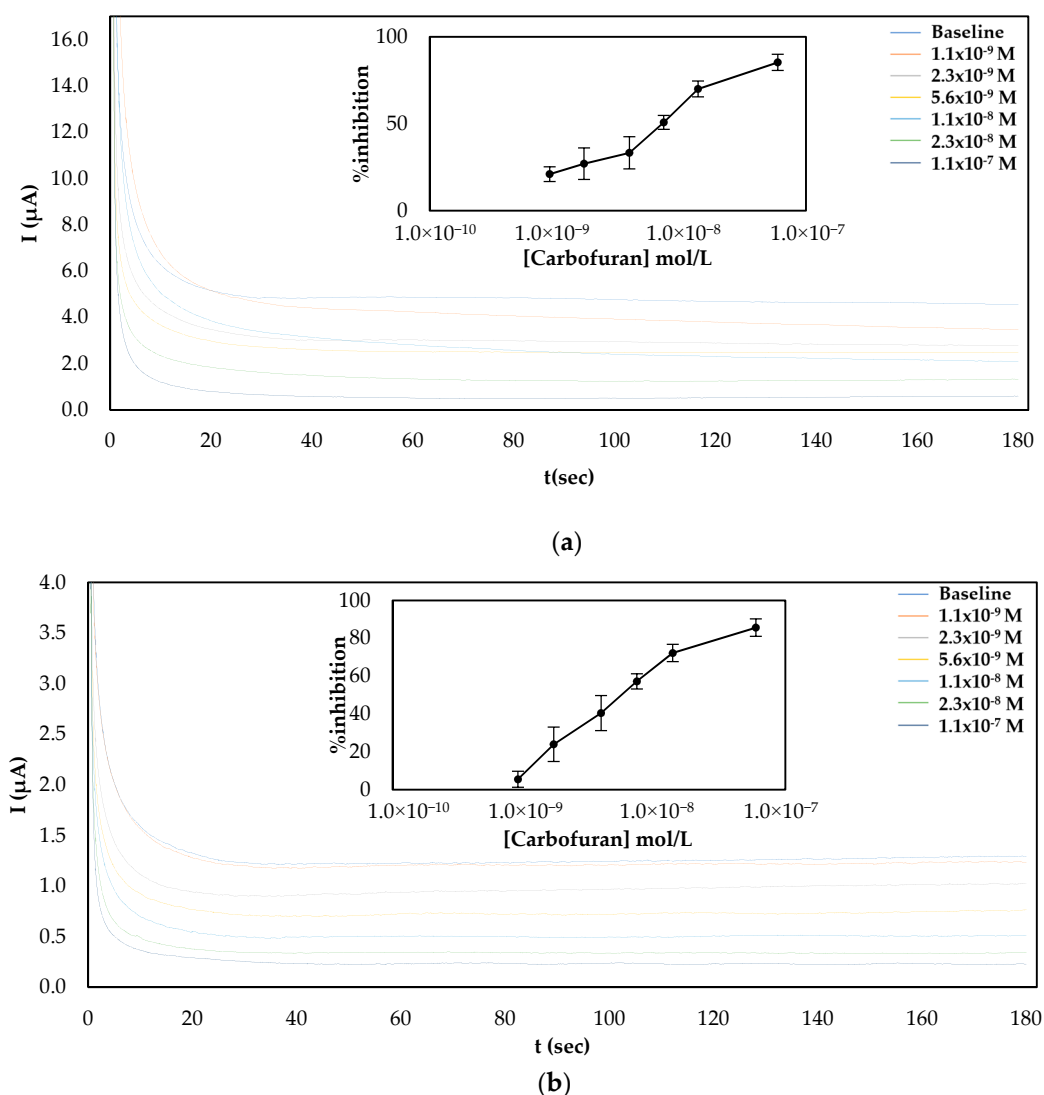 16.0
14.0
12.0
10.0
8.0
6.0
4.0
2.0
0.0
I (µA)
0 20 40 60 80 100 120 140 160 180
t(sec)
100
50
0
%inhibition
1.0×10⁻¹⁰ 1.0×10⁻⁹ 1.0×10⁻⁸ 1.0×10⁻⁷
[Carbofuran] mol/L
Baseline
1.1x10⁻⁹ M
2.3x10⁻⁹ M
5.6x10⁻⁹ M
1.1x10⁻⁸ M
2.3x10⁻⁸ M
1.1x10⁻⁷ M
(a)
4.0
3.5
3.0
2.5
2.0
1.5
1.0
0.5
0.0
I (µA)
0 20 40 60 80 100 120 140 160 180
t (sec)
100
80
60
40
20
0
%inhibition
1.0×10⁻¹⁰ 1.0×10⁻⁹ 1.0×10⁻⁸ 1.0×10⁻⁷
[Carbofuran] mol/L
Baseline
1.1x10⁻⁹ M
2.3x10⁻⁹ M
5.6x10⁻⁹ M
1.1x10⁻⁸ M
2.3x10⁻⁸ M
1.1x10⁻⁷ M
(b)